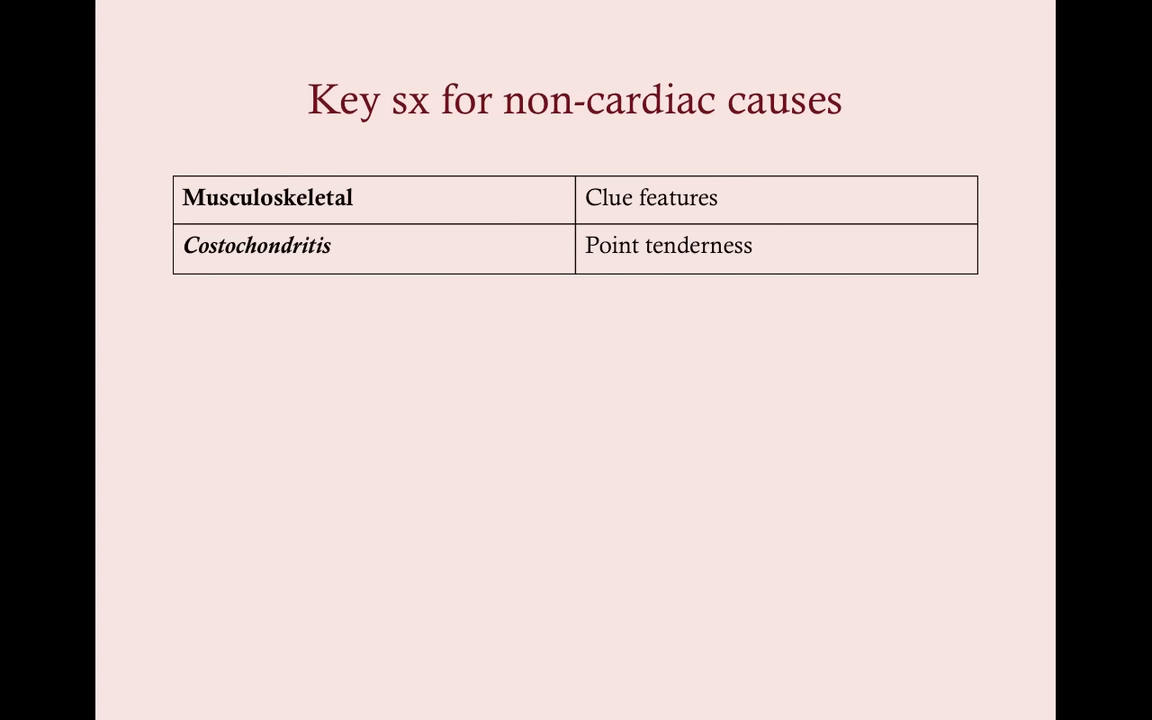 Key sx for non-cardiac causes
Musculoskeletal
Clue features
Costochondritis
Point tenderness